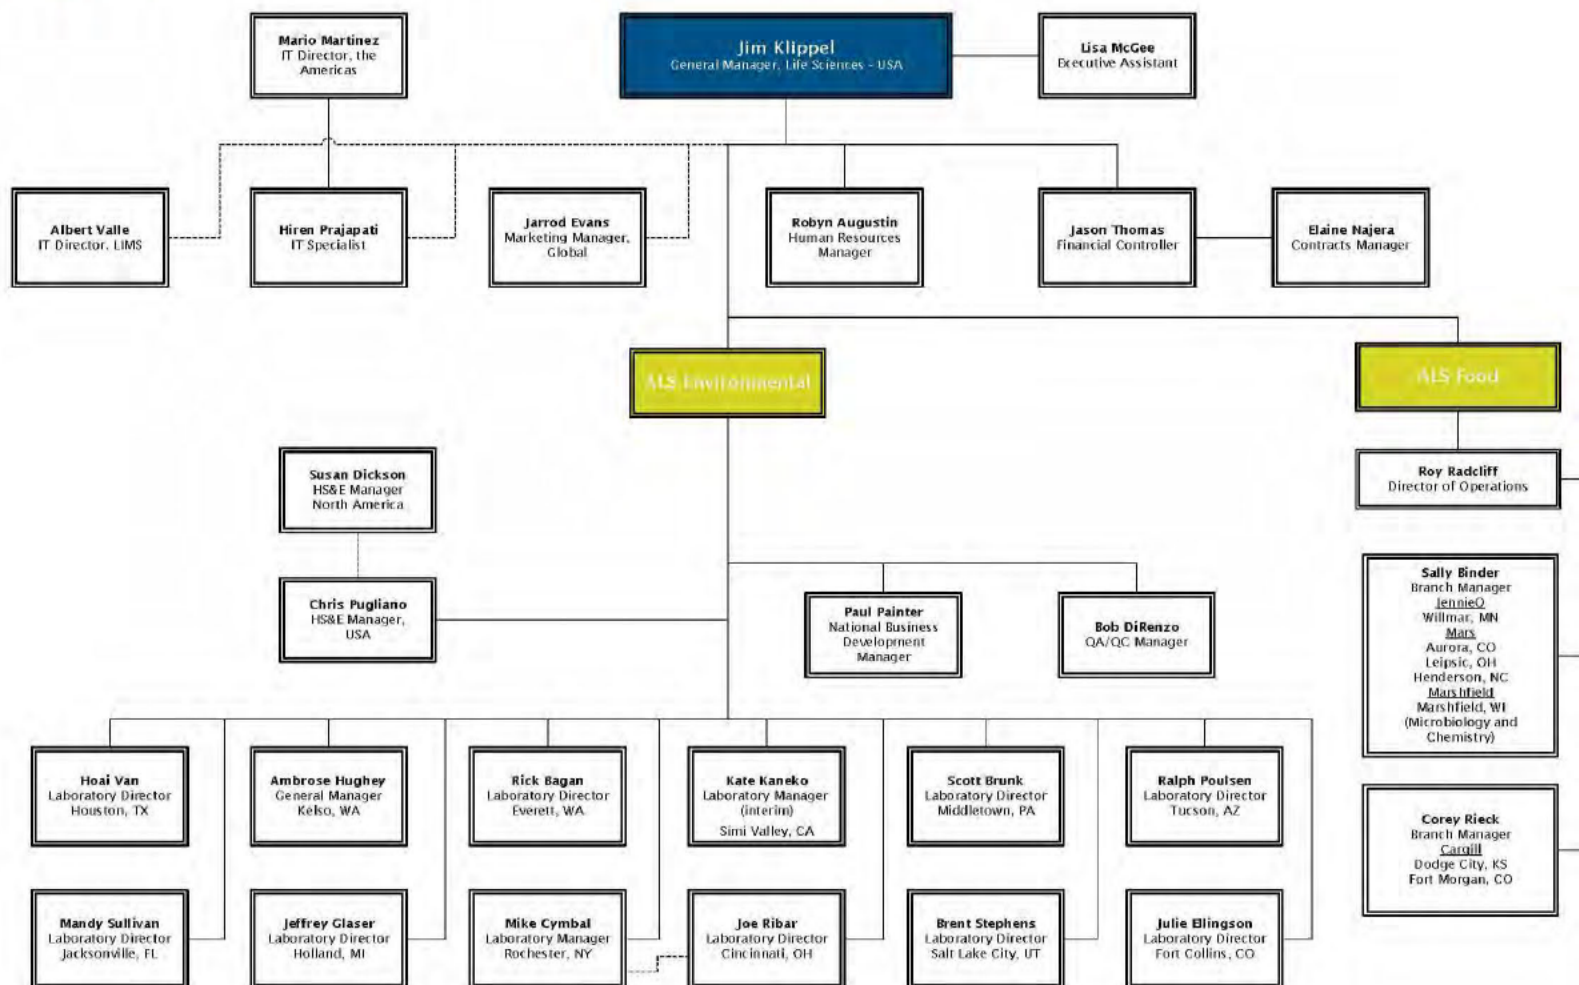 Mario Martinez
IT Director, the
Americas
Jim Klippel
General Manager, Life Sciences - USA
Lisa McGee
Executive Assistant
Albert Valle
IT Director, LIMS
Hiren Prajapati
IT Specialist
Jarrod Evans
Marketing Manager,
Global
Robyn Augustin
Human Resources
Manager
Jason Thomas
Financial Controller
Elaine Najera
Contracts Manager
ALS Environmental
ALS Food
Susan Dickson
HS&E Manager
North America
Roy Radcliff
Director of Operations
Chris Pugliano
HS&E Manager,
USA
Paul Painter
National Business
Development
Manager
Bob DiRenzo
QA/QC Manager
Sally Binder
Branch Manager
JennieO
Willmar, MN
Mars
Aurora, CO
Leipsic, OH
Henderson, NC
Marshfield
Marshfield, WI
(Microbiology and
Chemistry)
Hoai Van
Laboratory Director
Houston, TX
Ambrose Hughey
General Manager
Kelso, WA
Rick Bagan
Laboratory Director
Everett, WA
Kate Kaneko
Laboratory Manager
(interim)
Simi Valley, CA
Scott Brunk
Laboratory Director
Middletown, PA
Ralph Poulsen
Laboratory Director
Tucson, AZ
Corey Rieck
Branch Manager
Cargill
Dodge City, KS
Fort Morgan, CO
Mandy Sullivan
Laboratory Director
Jacksonville, FL
Jeffrey Glaser
Laboratory Director
Holland, MI
Mike Cymbal
Laboratory Manager
Rochester, NY
Joe Ribar
Laboratory Director
Cincinnati, OH
Brent Stephens
Laboratory Director
Salt Lake City, UT
Julie Ellingson
Laboratory Director
Fort Collins, CO